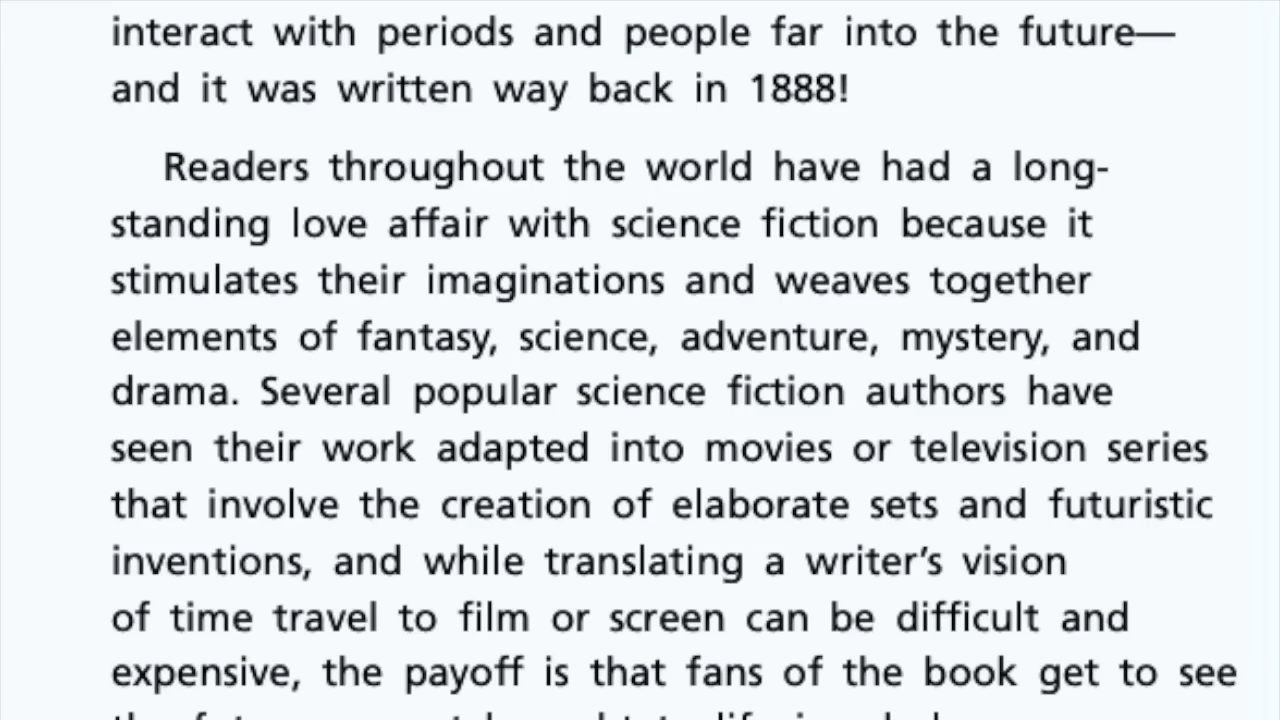 interact with periods and people far into the future—
and it was written way back in 1888!
Readers throughout the world have had a long-
standing love affair with science fiction because it
stimulates their imaginations and weaves together
elements of fantasy, science, adventure, mystery, and
drama. Several popular science fiction authors have
seen their work adapted into movies or television series
that involve the creation of elaborate sets and futuristic
inventions, and while translating a writer’s vision
of time travel to film or screen can be difficult and
expensive, the payoff is that fans of the book get to see